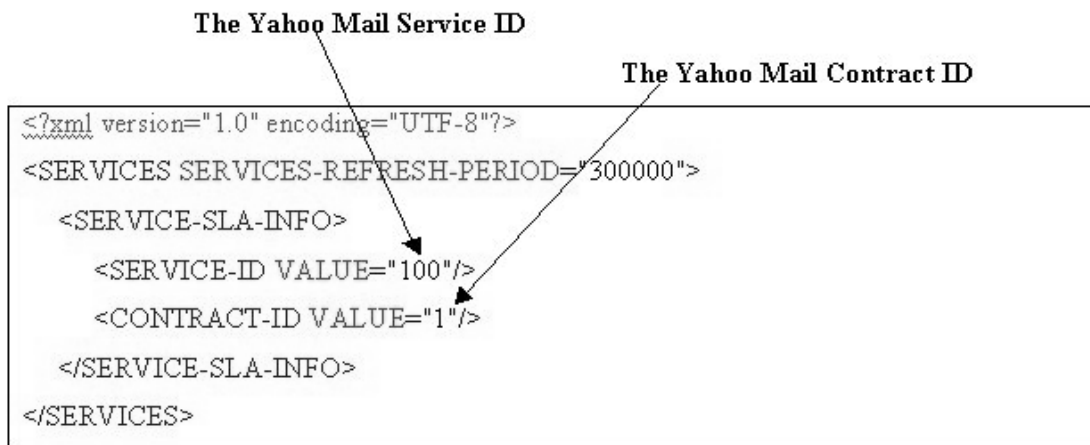 The Yahoo Mail Service ID
The Yahoo Mail Contract ID
<?xml version="1.0" encoding="UTF-8"?>
<SERVICES SERVICES-REFRESH-PERIOD="300000">
<SERVICE-SLA-INFO>
<SERVICE-ID VALUE="100"/>
<CONTRACT-ID VALUE="1"/>
</SERVICE-SLA-INFO>
</SERVICES>